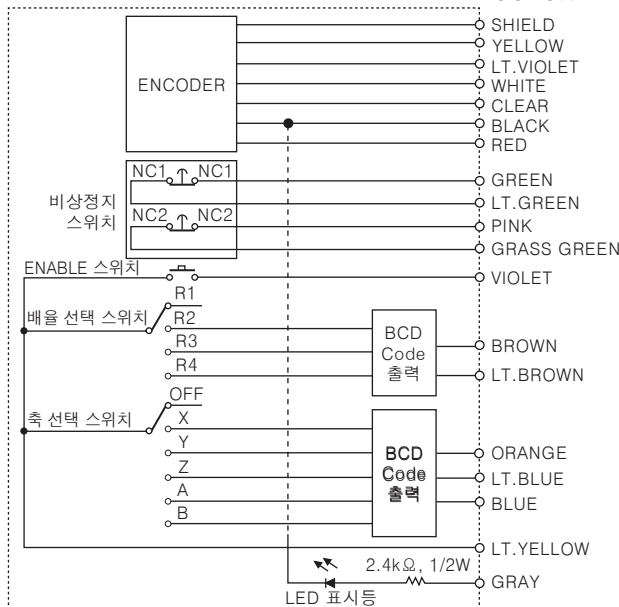 SHIELD
YELLOW
LT.VIOLET
ENCODER
WHITE
CLEAR
BLACK
RED
NC1 NC1
GREEN
비상정지
스위치
LT.GREEN
NC2 NC2
PINK
GRASS GREEN
ENABLE 스위치
VIOLET
R1
배율 선택 스위치
R2
R3
R4
BCD
Code
출력
BROWN
LT.BROWN
OFF
축 선택 스위치
X
Y
Z
A
B
BCD
Code
출력
ORANGE
LT.BLUE
BLUE
LT.YELLOW
2.4kΩ, 1/2W
GRAY
LED 표시등